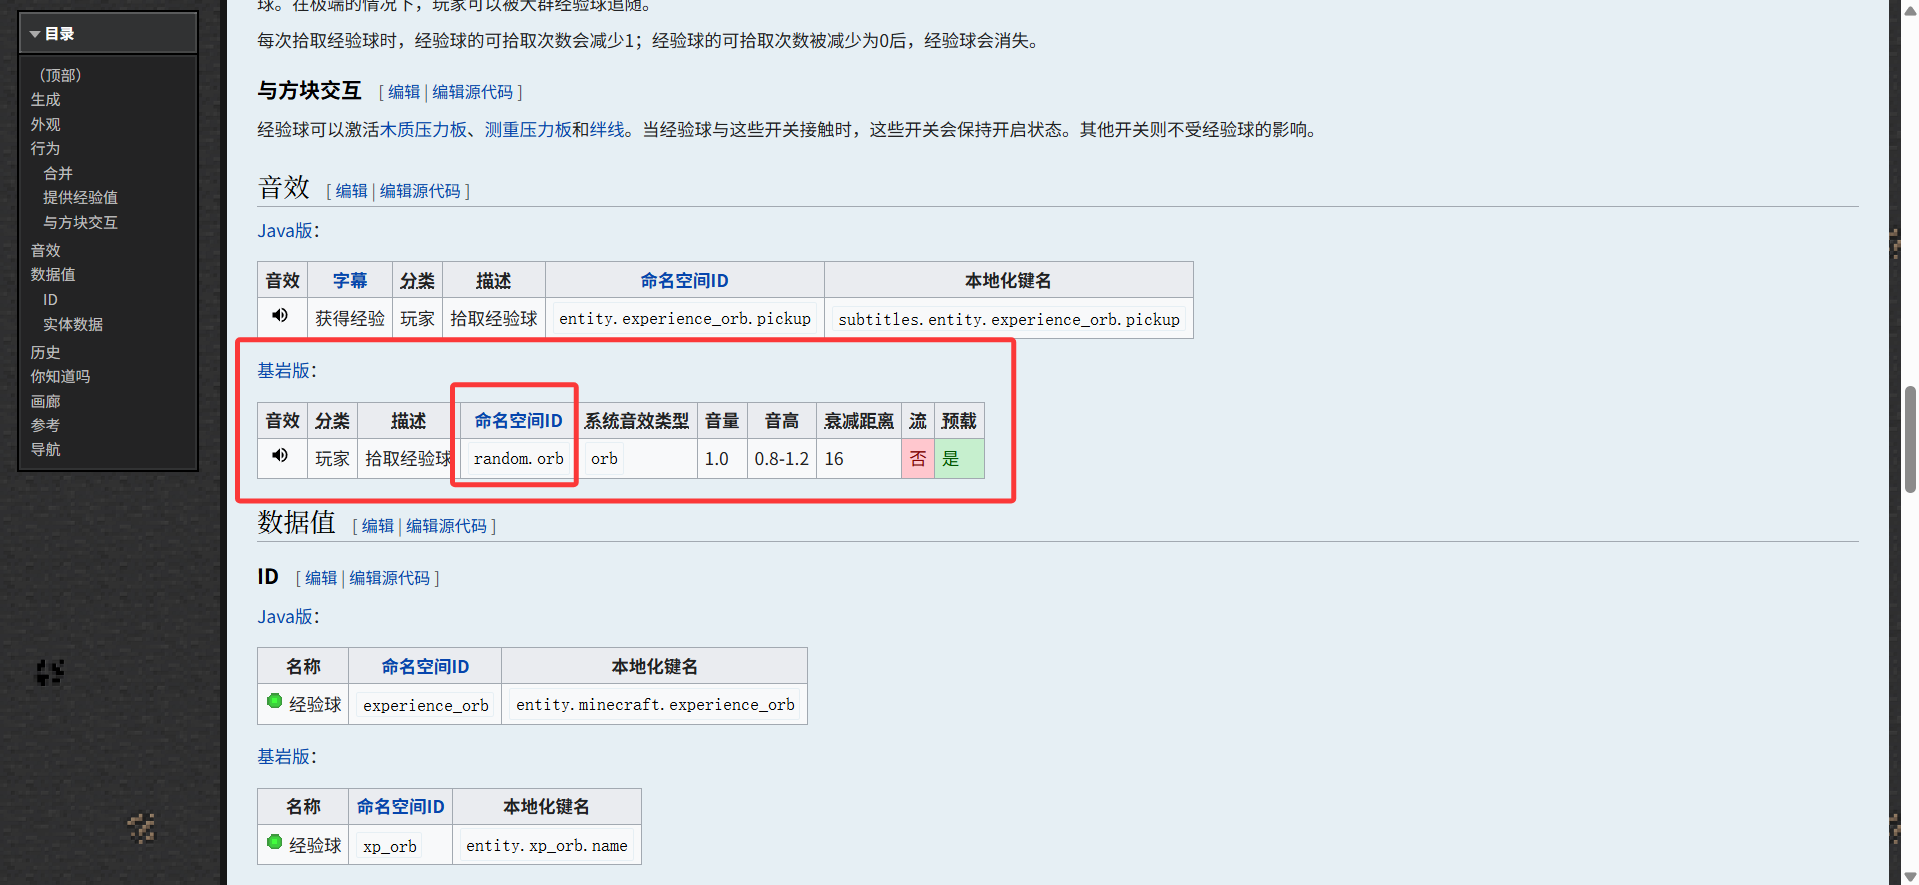 目录
（顶部）
生成
外观
行为
合并
提供经验值
与方块交互
音效
数据值
ID
实体数据
历史
你知道吗
画廊
参考
导航
球。在极端的情况下，玩家可以被大群经验球追随。
每次拾取经验球时，经验球的可拾取次数会减少1；经验球的可拾取次数被减少为0后，经验球会消失。
与方块交互 [ 编辑 | 编辑源代码 ]
经验球可以激活木质压力板、测重压力板和绊线。当经验球与这些开关接触时，这些开关会保持开启状态。其他开关则不受经验球的影响。
音效 [ 编辑 | 编辑源代码 ]
Java版：
音效 字幕 分类 描述 命名空间ID 本地化键名
获得经验 玩家 拾取经验球 entity.experience_orb.pickup subtitles.entity.experience_orb.pickup
基岩版：
音效 分类 描述 命名空间ID 系统音效类型 音量 音高 衰减距离 流 预载
玩家 拾取经验球 random.orb orb 1.0 0.8-1.2 16 否 是
数据值 [ 编辑 | 编辑源代码 ]
ID [ 编辑 | 编辑源代码 ]
Java版：
名称 命名空间ID 本地化键名
经验球 experience_orb entity.minecraft.experience_orb
基岩版：
名称 命名空间ID 本地化键名
经验球 xp_orb entity.xp_orb.name